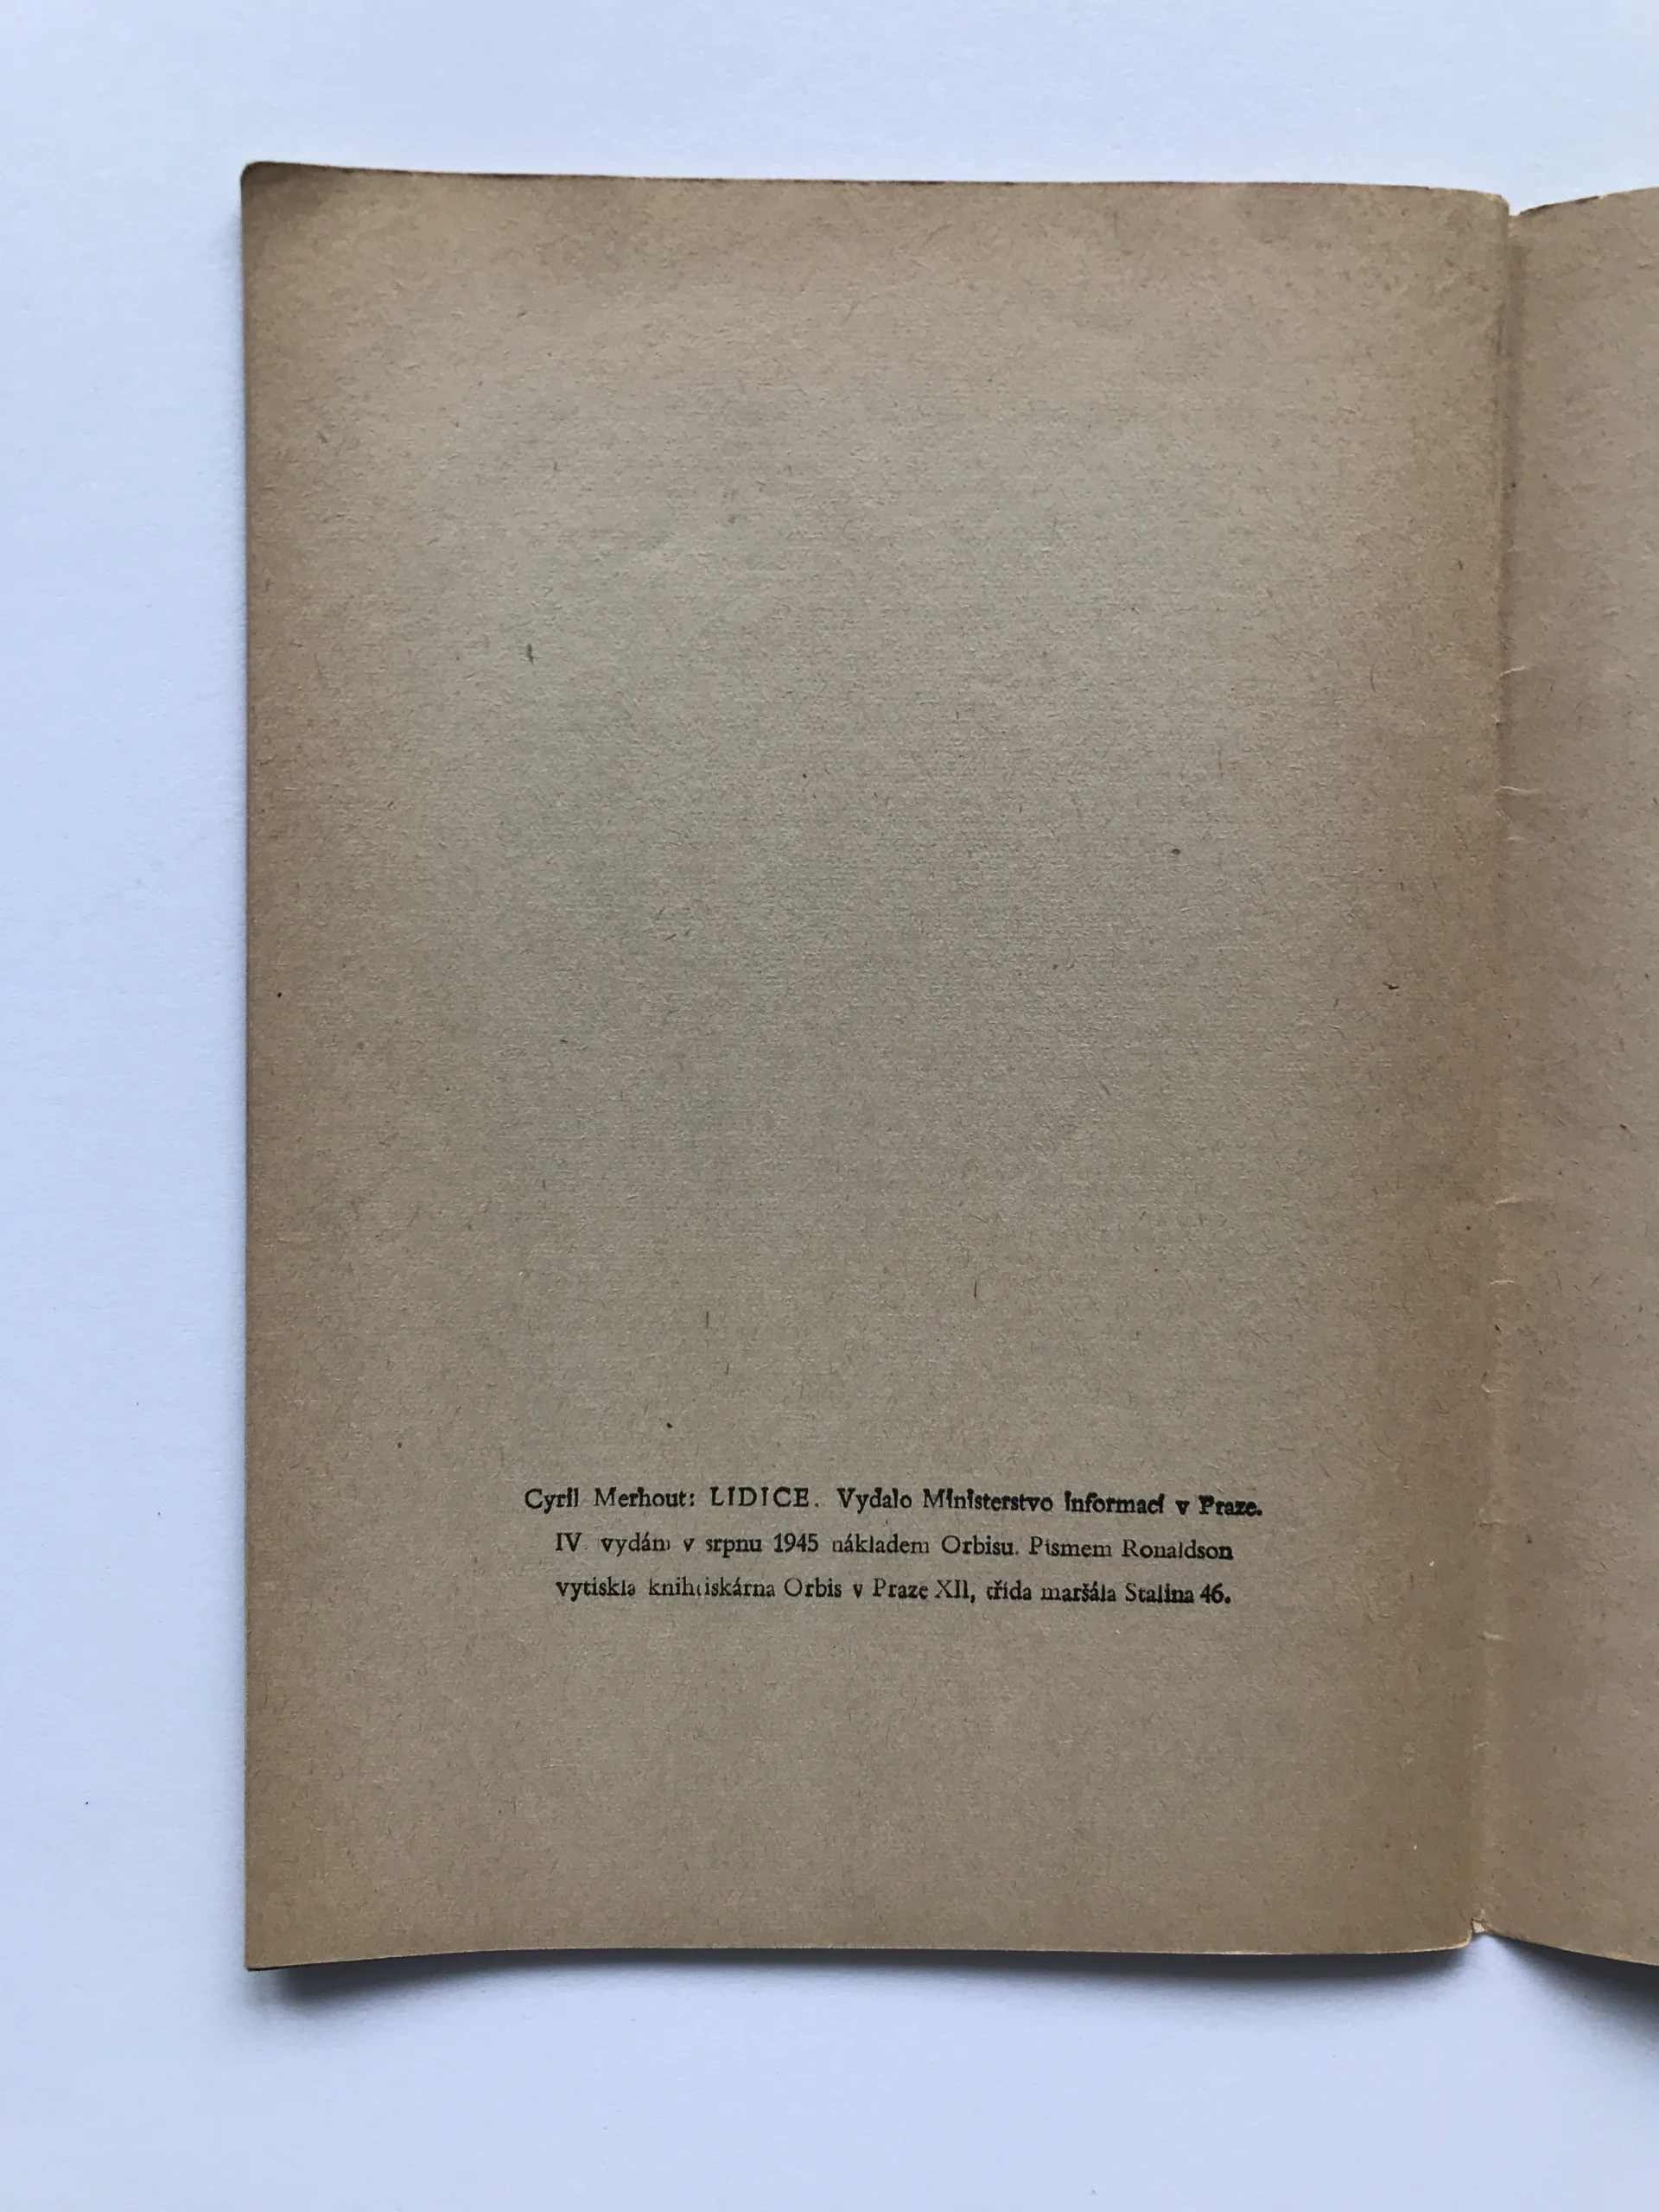 Cyril Merhout: LIDICE. Vydalo Ministerstvo informací v Praze.
IV. vydání v srpnu 1945 nákladem Orbisu. Písmem Ronaldson
vytiskla knihtiskárna Orbis v Praze XII, třída maršála Stalina 46.